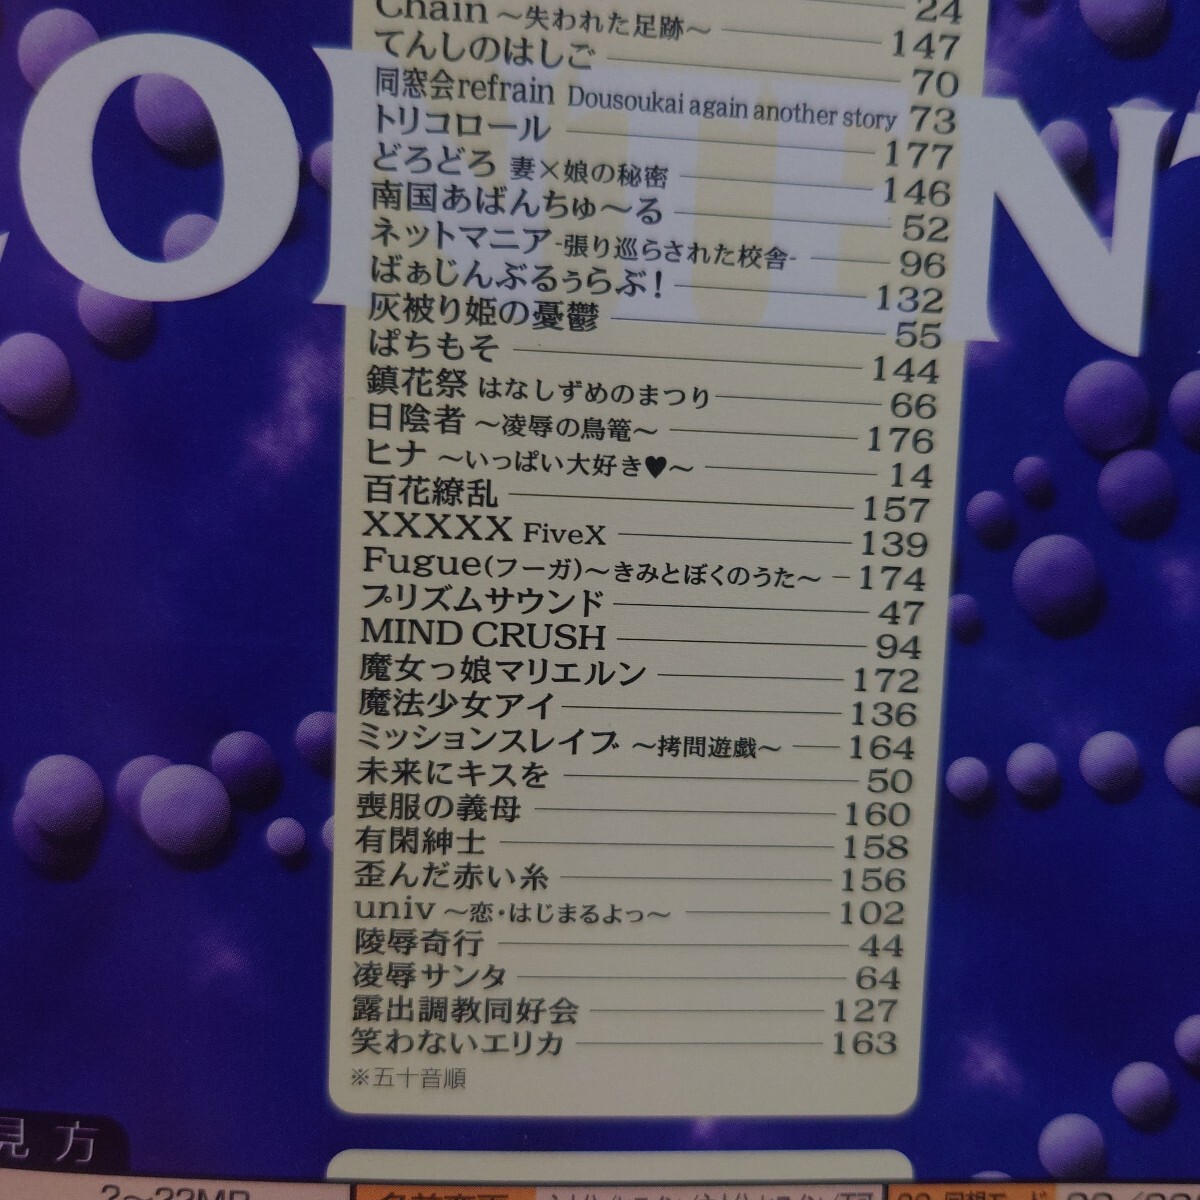 CONTENT
24
Chain ～失われた足跡～ 147
てんしのはしご 70
同窓会refrain Dousoukai again another story 73
トリコロール 177
どろどろ 妻×娘の秘密 146
南国あばんちゅ～る 52
ネットマニア -張り巡らされた校舎- 96
ばぁじんぶるぅらぶ! 132
灰被り姫の憂鬱 55
ぱちもそ 144
鎮花祭 はなしずめのまつり 66
日陰者 ～凌辱の鳥篭～ 176
ヒナ ～いっぱい大好き♥～ 14
百花繚乱 157
XXXXX FiveX 139
Fugue(フーガ)～きみとぼくのうた～ 174
プリズムサウンド 47
MIND CRUSH 94
魔女っ娘マリエルン 172
魔法少女アイ 136
ミッションスレイブ ～拷問遊戯～ 164
未来にキスを 50
喪服の義母 160
有閑紳士 158
歪んだ赤い糸 156
univ ～恋・はじまるよっ～ 102
陵辱奇行 44
凌辱サンタ 64
露出調教同好会 127
笑わないエリカ 163
※五十音順
見方